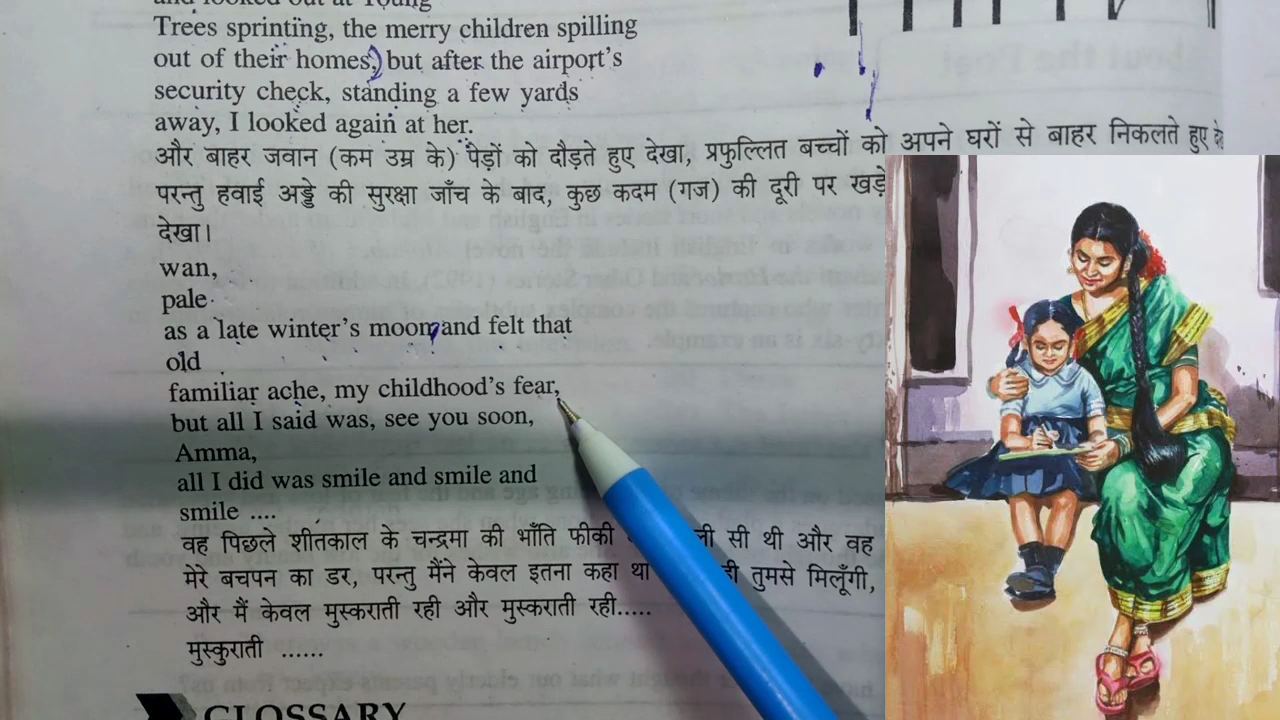 and looked out at Young
Trees sprinting, the merry children spilling
out of their homes, but after the airport's
security check, standing a few yards
away, I looked again at her.
और बाहर जवान (कम उम्र के) पेड़ों को दौड़ते हुए देखा, प्रफुल्लित बच्चों को अपने घरों से बाहर निकलते हुए
परन्तु हवाई अड्डे की सुरक्षा जाँच के बाद, कुछ कदम (गज) की दूरी पर खड़े
देखा।
wan,
pale
as a late winter's moon and felt that
old
familiar ache, my childhood's fear,
but all I said was, see you soon,
Amma,
all I did was smile and smile and
smile ....
वह पिछले शीतकाल के चन्द्रमा की भाँति फीकी सी थी और वह
मेरे बचपन का डर, परन्तु मैंने केवल इतना कहा था तुमसे मिलूँगी,
और मैं केवल मुस्कराती रही और मुस्कराती रही.....
मुस्कुराती ......
GLOSSARY